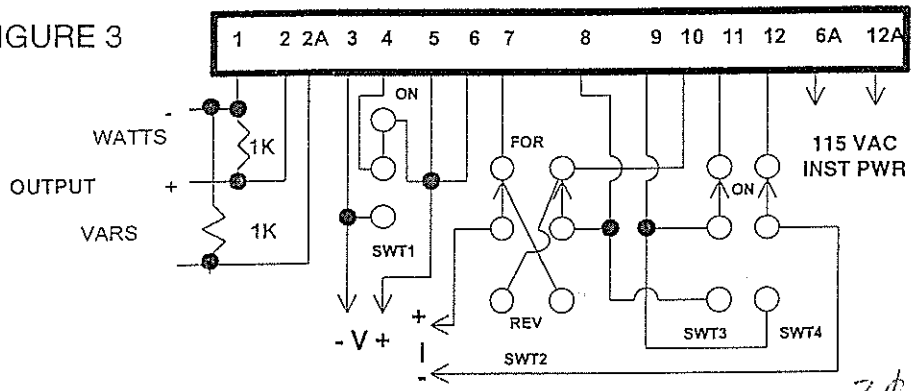 IGURE 3
1 2 2A 3 4 5 6 7 8 9 10 11 12 6A 12A
ON
-
WATTS
1K
FOR
115 VAC
INST PWR
OUTPUT
+
ON
VARS
1K
SWT1
- V +
+
I
-
REV
SWT2
SWT3
SWT4